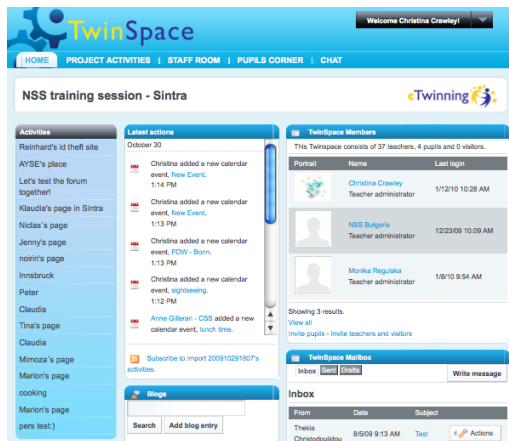 TwinSpace
Welcome Christina Crawley!
HOME PROJECT ACTIVITIES | STAFF ROOM | PUPILS CORNER | CHAT
NSS training session - Sintra
eTwinning
Activities
Reinhard's id theft site
AYSE's place
Let's test the forum
together!
Klaudia's page in Sintra
Niclas´s page
Jenny's page
noirin's page
Innsbruck
Peter
Claudia
Tina's page
Claudia
Mimoza´s page
Marion's page
cooking
Marion's page
pers test:)
Latest actions
October 30
Christina added a new calendar
event, New Event.
1:14 PM
Christina added a new calendar
event, New Event.
1:13 PM
Christina added a new calendar
event, PDW - Bonn.
1:13 PM
Christina added a new calendar
event, sightseeing.
1:12 PM
Anne Gilleran - CSS added a new
calendar event, lunch time.
Subscribe to import 200910291607's
activities.
Blogs
Search Add blog entry
TwinSpace Members
This Twinspace consists of 37 teachers, 4 pupils and 0 visitors.
Portrait Name Last login
Christina Crawley
Teacher administrator
1/12/10 10:28 AM
NSS Bulgaria
Teacher administrator
12/23/09 10:09 AM
Monika Regulska
Teacher administrator
1/8/10 9:54 AM
Showing 3 results.
View all
Invite pupils - Invite teachers and visitors
TwinSpace Mailbox
Inbox Sent Drafts
Write message
Inbox
From Date Subject
Thekla
Christodoulidou
8/5/09 9:13 AM Test Actions